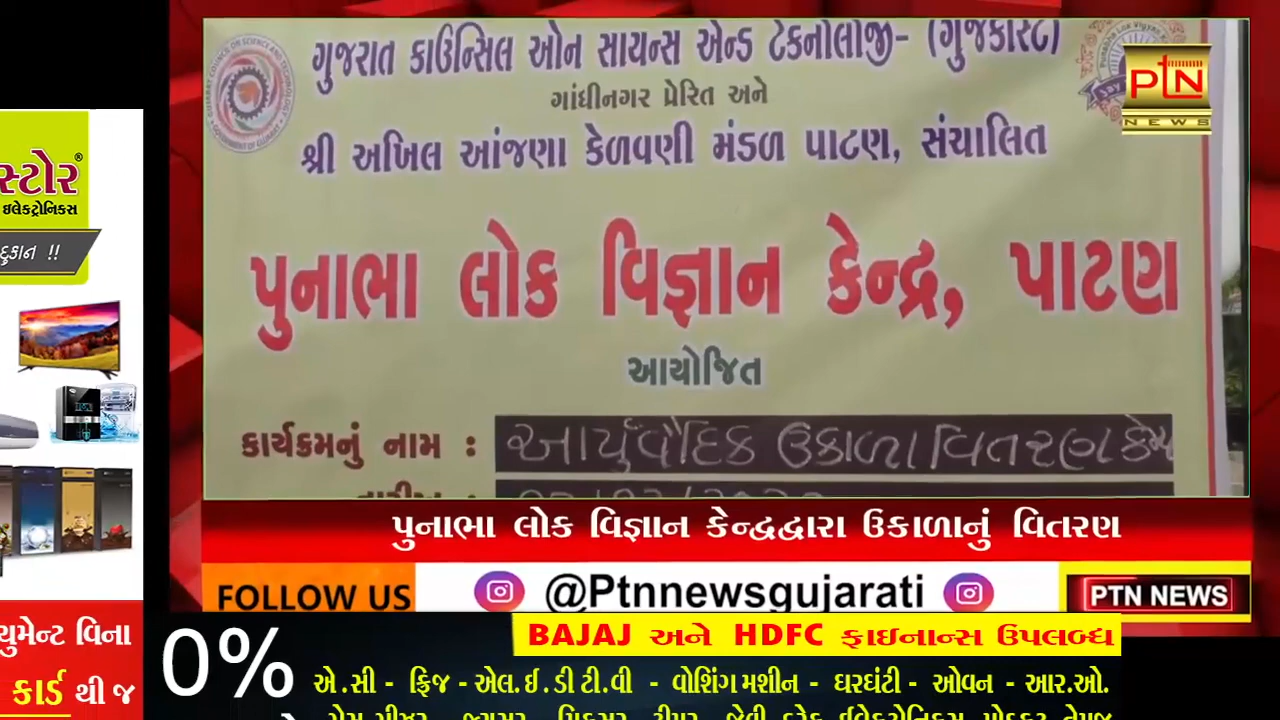 ગુજરાત કાઉન્સિલ ઓન સાયન્સ એન્ડ ટેકનોલોજી- (ગુજકોસ્ટ)
ગાંધીનગર પ્રેરિત અને
શ્રી અખિલ આંજણા કેળવણી મંડળ પાટણ, સંચાલિત
PTN
NEWS
પુનાભા લોક વિજ્ઞાન કેન્દ્ર, પાટણ
આયોજિત
કાર્યક્રમનું નામ : આયુર્વૈદિક ઉકાળા વિતરણ કેમ
સ્ટોર®
ઇલેક્ટ્રોનિક્સ
દુકાન !!
પુનાભા લોક વિજ્ઞાન કેન્દ્રદ્વારા ઉકાળાનું વિતરણ
FOLLOW US @Ptnnewsgujarati PTN NEWS
યુમેન્ટ વિના
કાર્ડ થી જ
0%
BAJAJ અને HDFC ફાઇનાન્સ ઉપલબ્ધ
એ.સી - ફ્રિજ - એલ.ઈ.ડી ટી.વી - વોશિંગ મશીન - ઘરઘંટી - ઓવન - આર.ઓ.